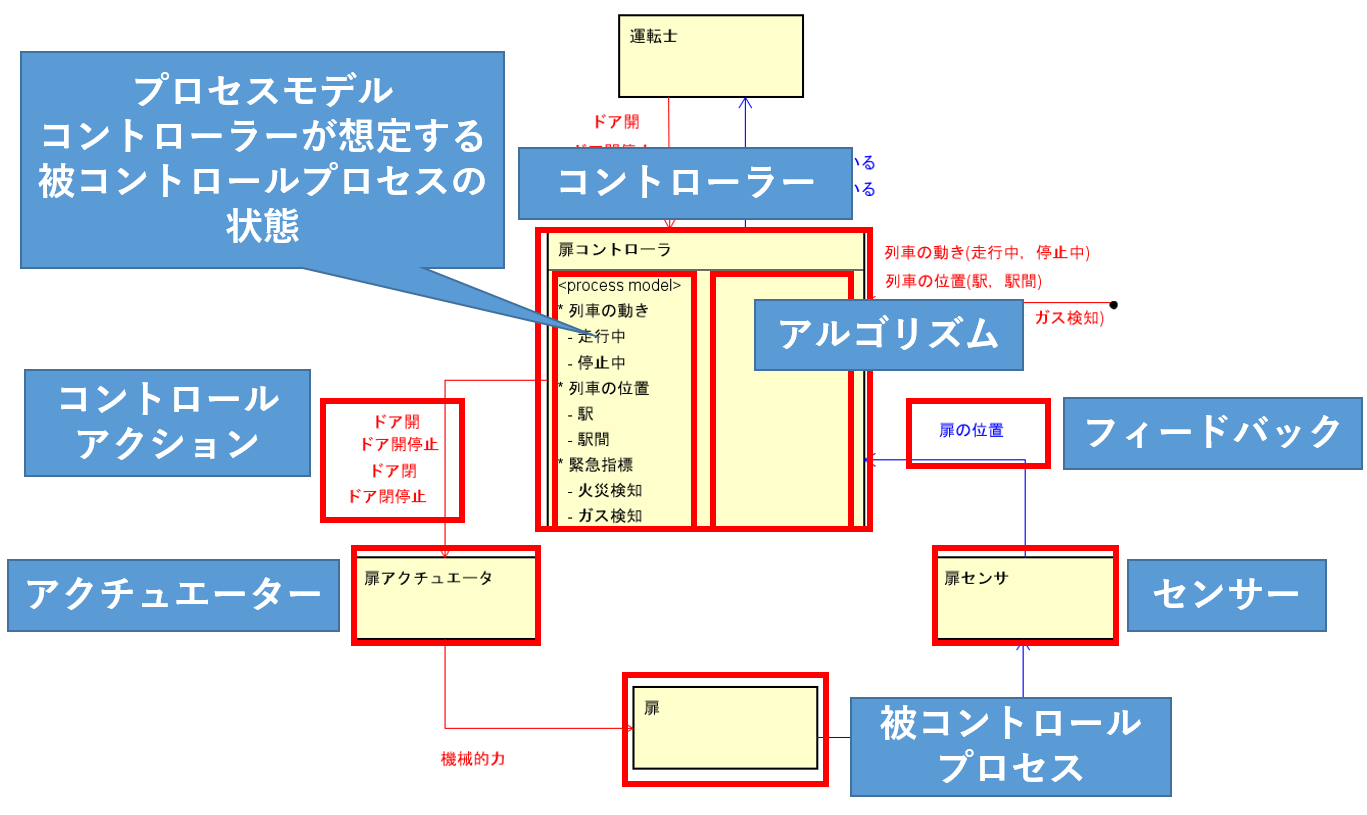 運転士
プロセスモデル
コントローラーが想定する
被コントロールプロセスの
状態
ドア開
コントローラー
いる
いる
扉コントローラ
列車の動き(走行中, 停止中)
列車の位置(駅, 駅間)
ガス検知)
<process model>
* 列車の動き
- 走行中
- 停止中
* 列車の位置
- 駅
- 駅間
* 緊急指標
- 火災検知
- ガス検知
アルゴリズム
コントロール
アクション
ドア開
ドア開停止
ドア閉
ドア閉停止
扉の位置
フィードバック
アクチュエーター
扉アクチュエータ
扉センサ
センサー
扉
機械的力
被コントロール
プロセス